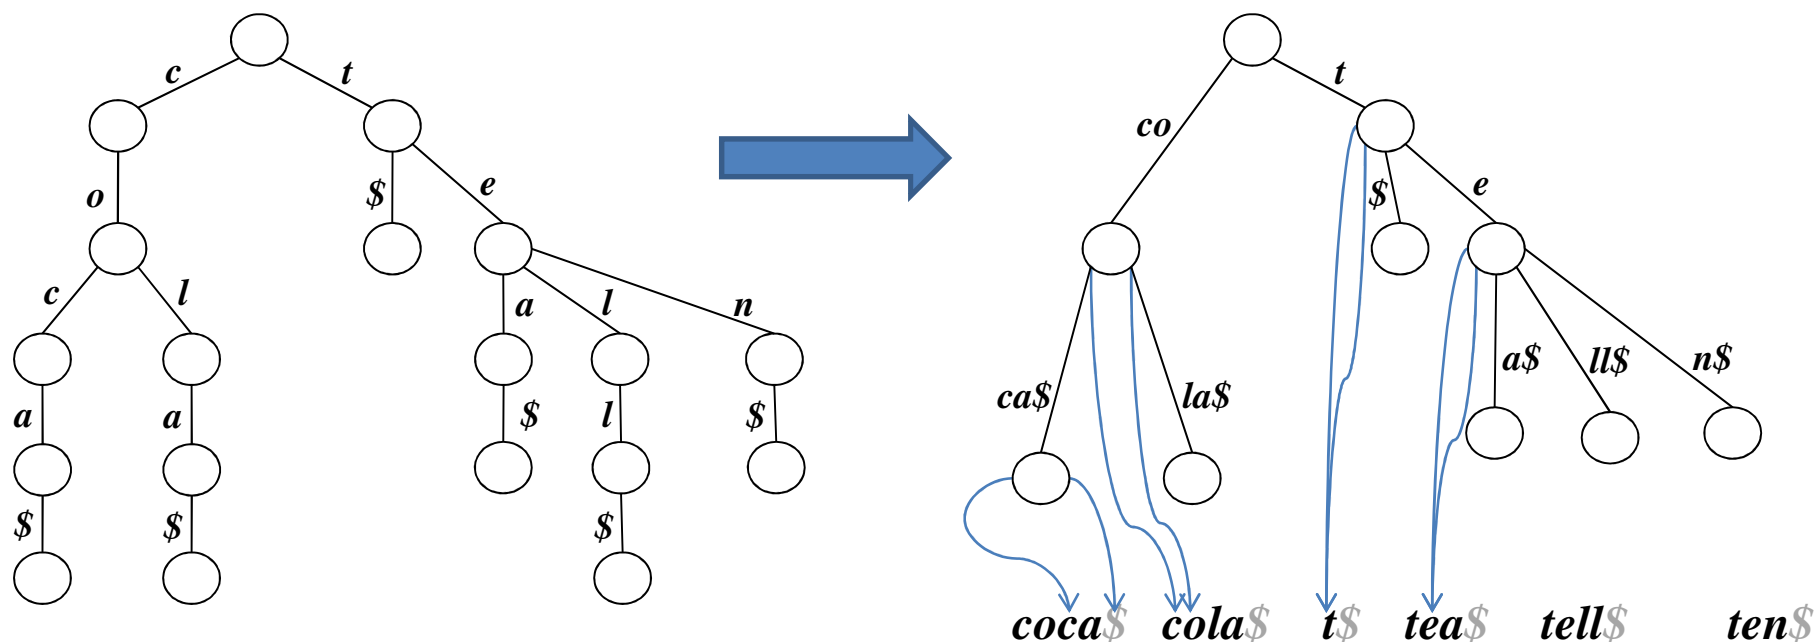 c t t
co
o $ e $ e
c l a l n
a$ ll$ n$
ca$ la$
a a $ l $
$ $ $
coca$ cola$ t$ tea$ tell$ ten$